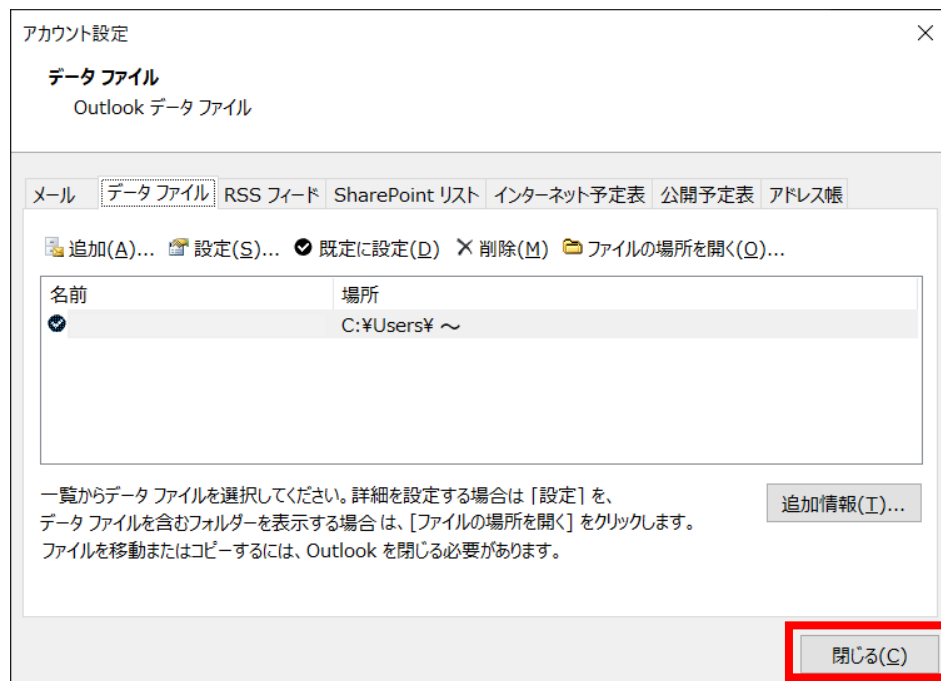 アカウント設定
データ ファイル
Outlook データ ファイル
メール データ ファイル RSS フィード SharePoint リスト インターネット予定表 公開予定表 アドレス帳
追加(A)... 設定(S)... 既定に設定(D) 削除(M) ファイルの場所を開く(O)...
名前 場所
C:¥Users¥ ～
一覧からデータ ファイルを選択してください。詳細を設定する場合は [設定] を、
データ ファイルを含むフォルダーを表示する場合 は、[ファイルの場所を開く] をクリックします。
ファイルを移動またはコピーするには、Outlook を閉じる必要があります。
追加情報(T)...
閉じる(C)